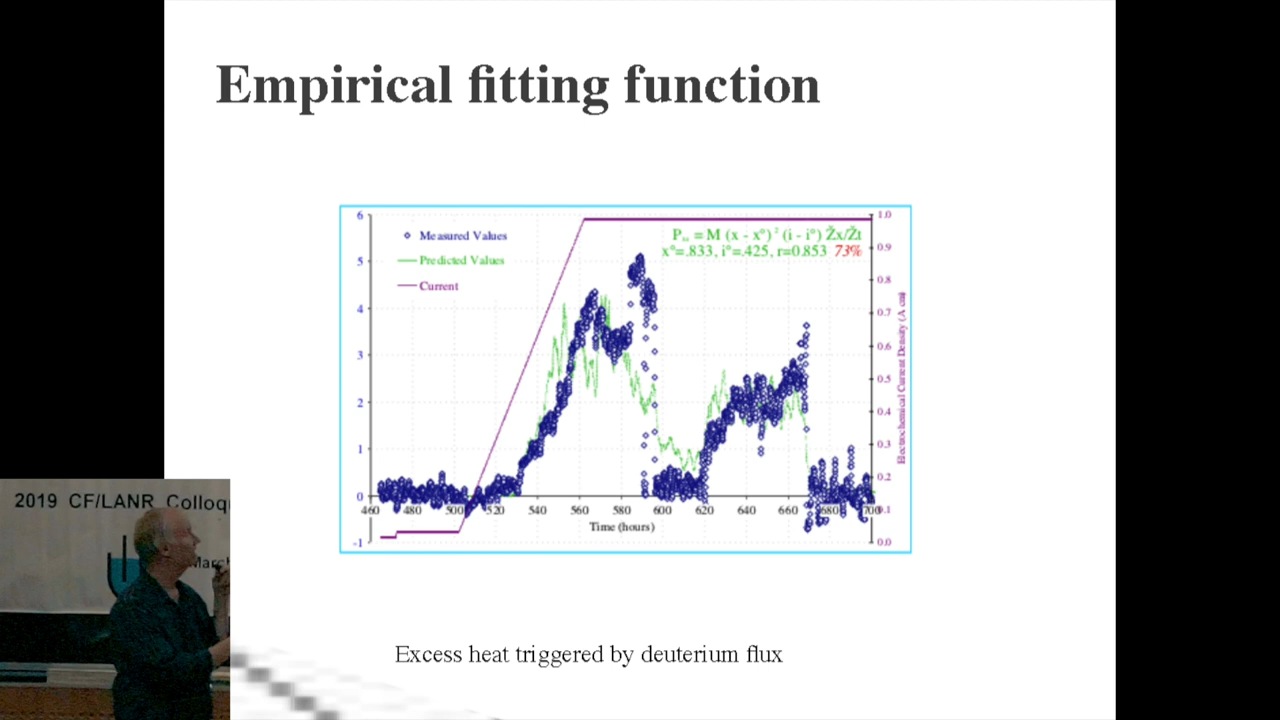 Empirical fitting function
6
5
4
3
2
1
0
-1
Measured Values
Predicted Values
Current
P = M (x - x°)² (i - i°) Žx/Žt
x°=.833, i°=.425, r=0.853 73%
1.0
0.9
0.8
0.7
0.6
0.5
0.4
0.3
0.2
0.1
0.0
460 480 500 520 540 560 580 600 620 640 660 680 700
Time (hours)
Electrochemical Current Density (A cm
Excess heat triggered by deuterium flux
2019 CF/LANR Colloq
March